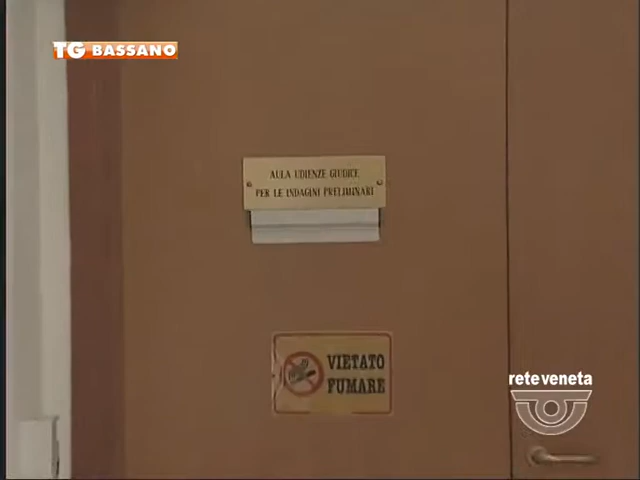 TG BASSANO
AULA UDIENZE GIUDICE
PER LE INDAGINI PRELIMINARI
VIETATO
FUMARE
reteveneta